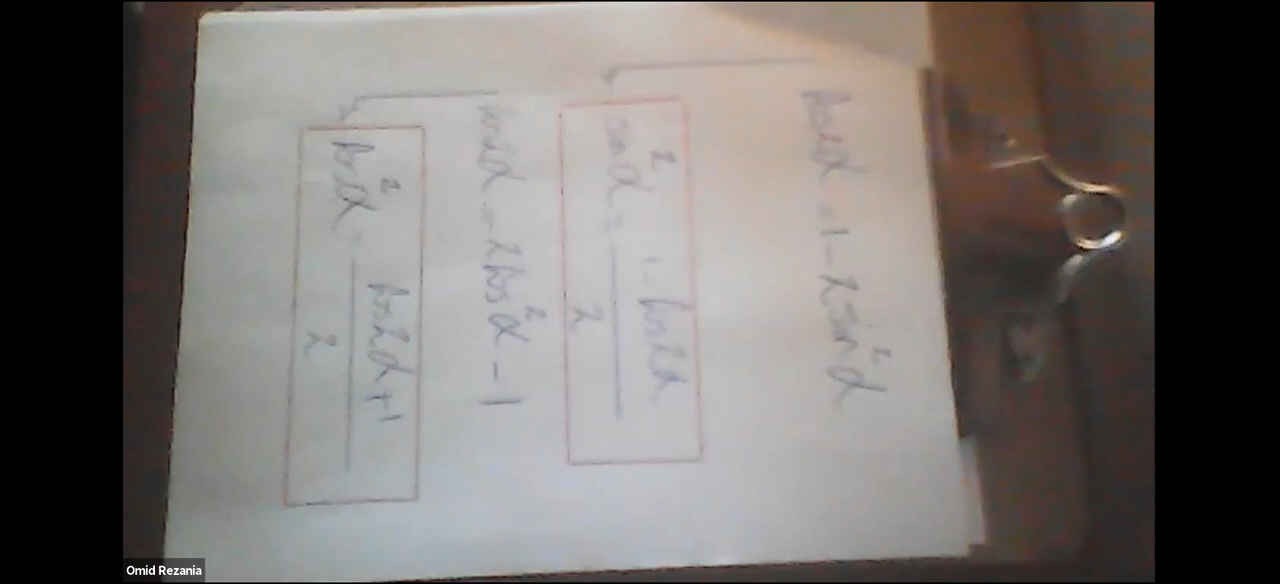 cos2α = 1 - 2sin²α
sin²α = (1 - cos2α)/2
cos2α = 2cos²α - 1
cos²α = (cos2α + 1)/2
Omid Rezania